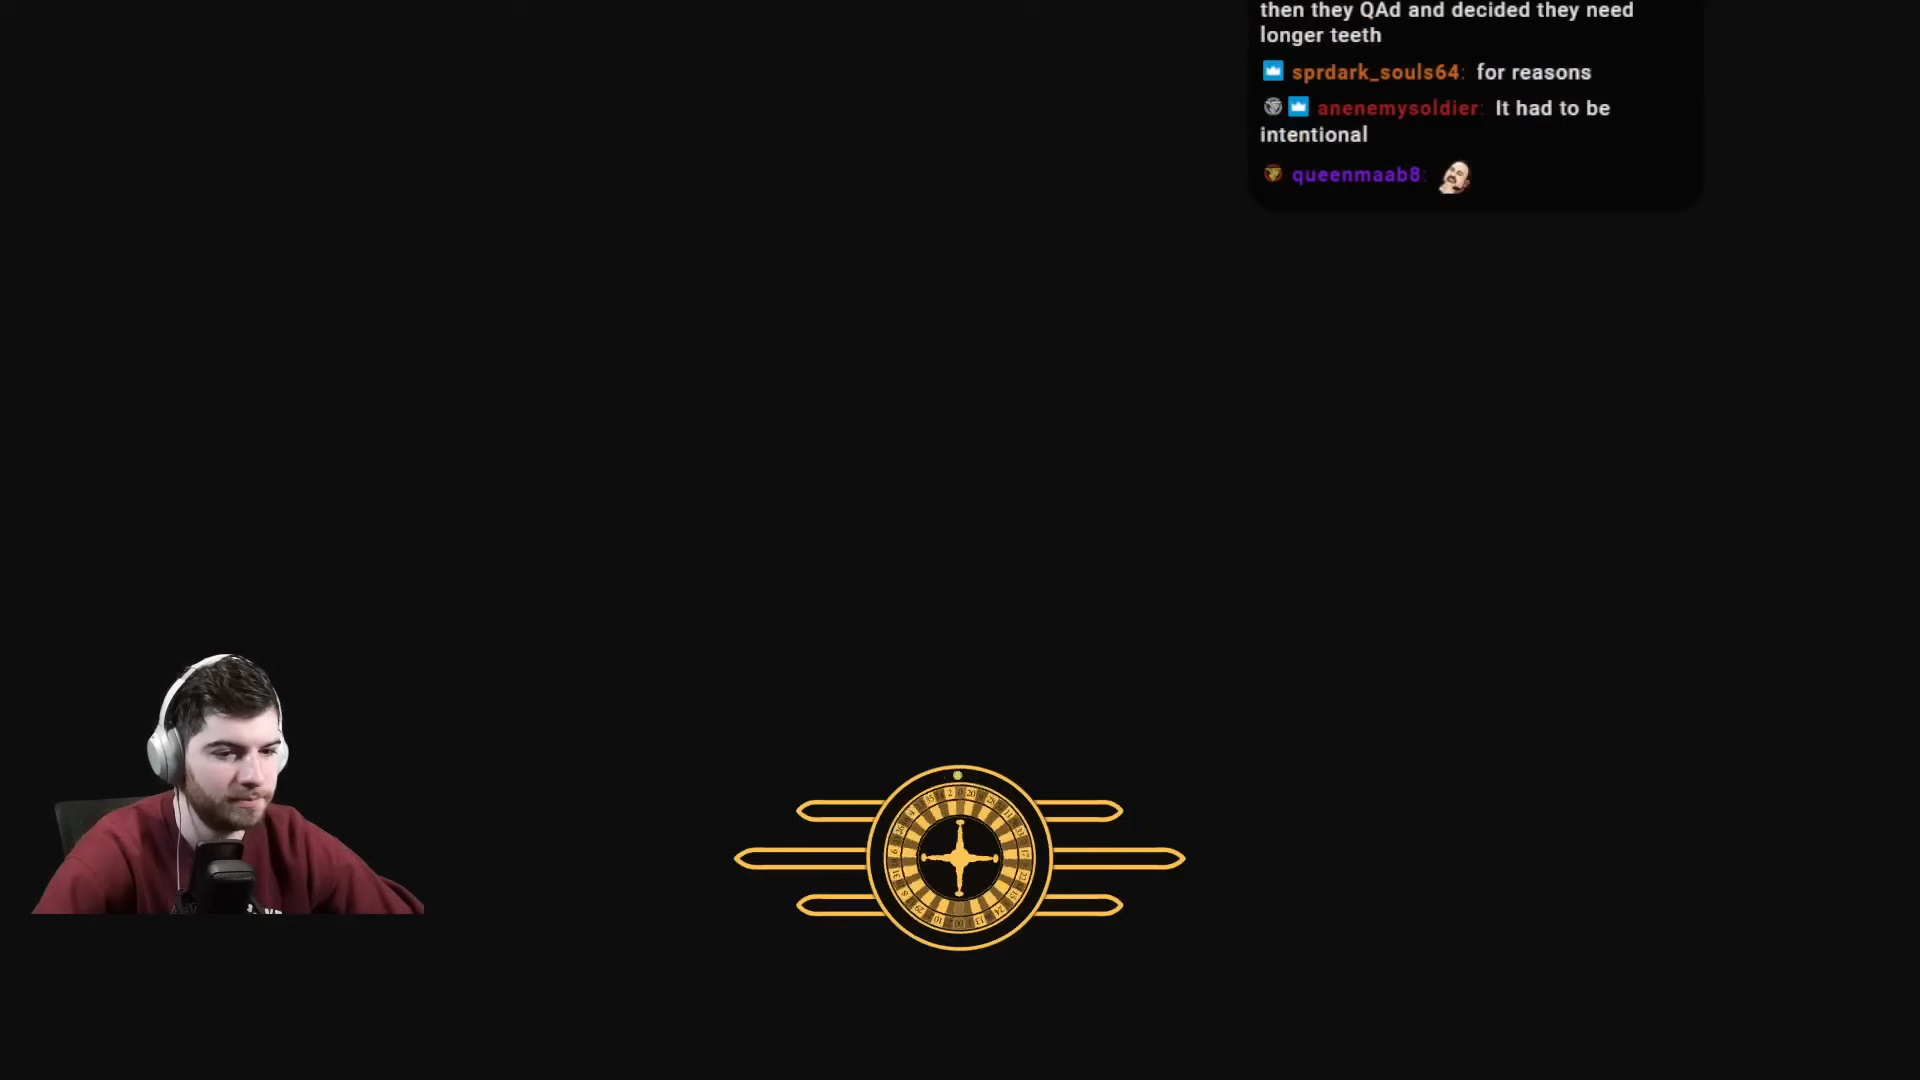 then they QAd and decided they need
longer teeth
sprdark_souls64: for reasons
anenemysoldier: It had to be
intentional
queenmaab8: